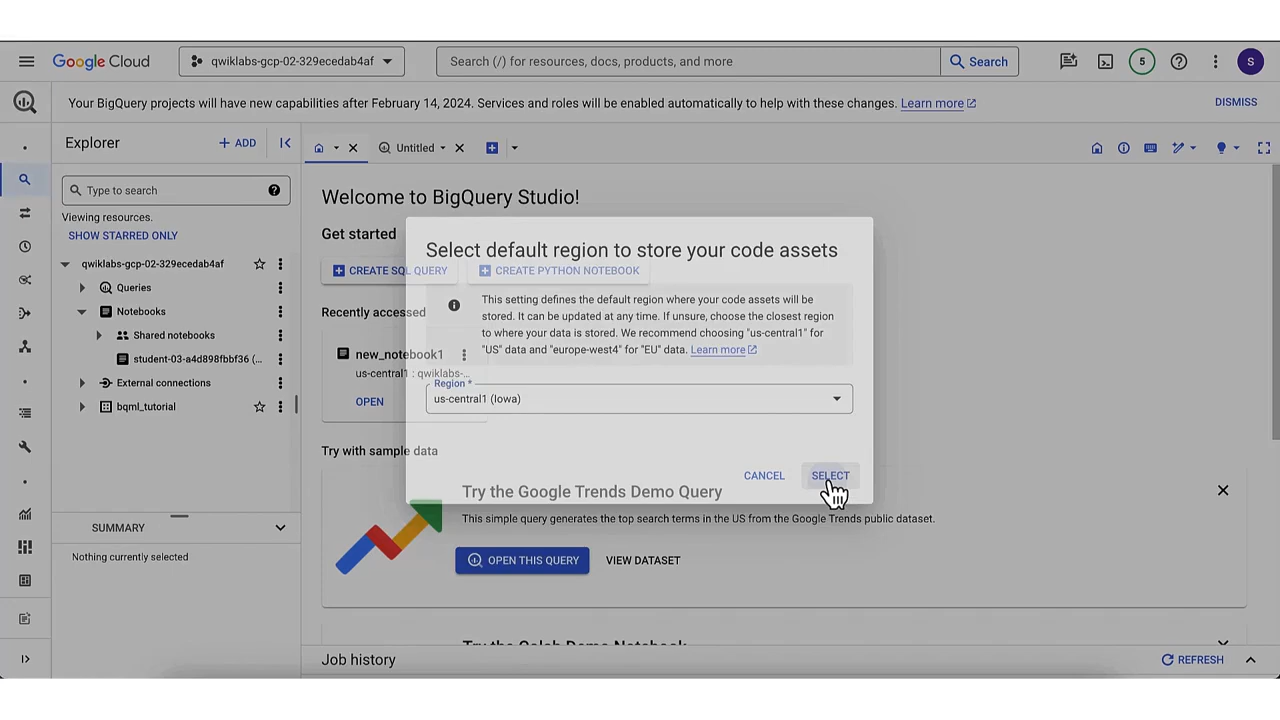 Google Cloud
qwiklabs-gcp-02-329ecedab4af
Search (/) for resources, docs, products, and more
Search
5
S
Your BigQuery projects will have new capabilities after February 14, 2024. Services and roles will be enabled automatically to help with these changes. Learn more
DISMISS
Explorer
+ ADD
Untitled
Type to search
Viewing resources.
SHOW STARRED ONLY
qwiklabs-gcp-02-329ecedab4af
Queries
Notebooks
Shared notebooks
student-03-a4d898fbbf36 (...
External connections
bqml_tutorial
SUMMARY
Nothing currently selected
Welcome to BigQuery Studio!
Get started
CREATE SQL QUERY
CREATE PYTHON NOTEBOOK
Recently accessed
new_notebook1
us-central1 : qwiklabs-...
OPEN
Select default region to store your code assets
This setting defines the default region where your code assets will be
stored. It can be updated at any time. If unsure, choose the closest region
to where your data is stored. We recommend choosing "us-central1" for
"US" data and "europe-west4" for "EU" data. Learn more
Region *
us-central1 (Iowa)
CANCEL
SELECT
Try with sample data
Try the Google Trends Demo Query
This simple query generates the top search terms in the US from the Google Trends public dataset.
OPEN THIS QUERY
VIEW DATASET
Try the Colab Demo Notebook
Job history
REFRESH